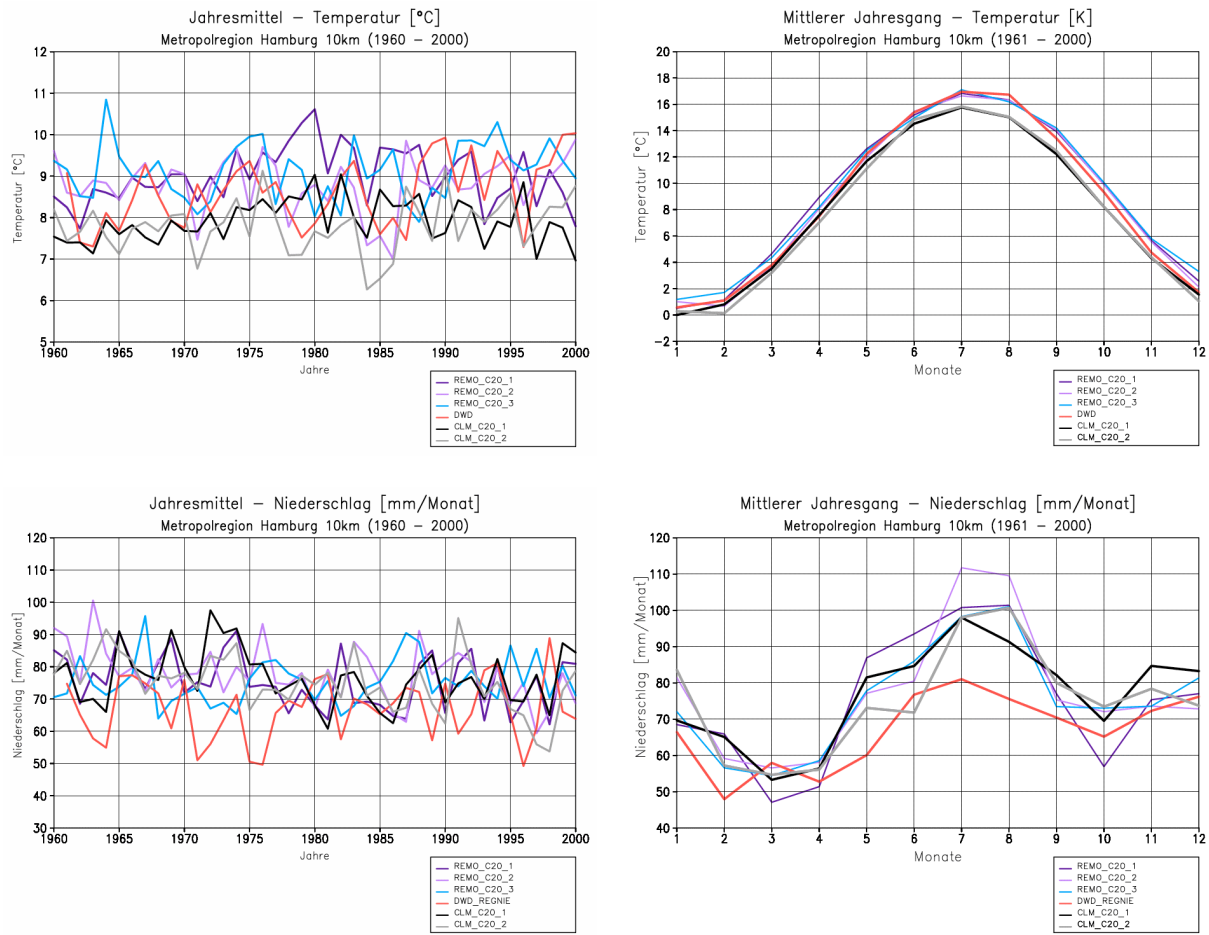 Jahresmittel – Temperatur [°C]
Metropolregion Hamburg 10km (1960 – 2000)
Temperatur [°C]
12
11
10
9
8
7
6
5
1960 1965 1970 1975 1980 1985 1990 1995 2000
Jahre
REMO_C20_1
REMO_C20_2
REMO_C20_3
DWD
CLM_C20_1
CLM_C20_2
Mittlerer Jahresgang – Temperatur [K]
Metropolregion Hamburg 10km (1961 – 2000)
Temperatur [°C]
20
18
16
14
12
10
8
6
4
2
0
−2
1 2 3 4 5 6 7 8 9 10 11 12
Monate
REMO_C20_1
REMO_C20_2
REMO_C20_3
DWD
CLM_C20_1
CLM_C20_2
Jahresmittel – Niederschlag [mm/Monat]
Metropolregion Hamburg 10km (1960 – 2000)
Niederschlag [mm/Monat]
120
110
100
90
80
70
60
50
40
30
1960 1965 1970 1975 1980 1985 1990 1995 2000
Jahre
REMO_C20_1
REMO_C20_2
REMO_C20_3
DWD_REGNIE
CLM_C20_1
CLM_C20_2
Mittlerer Jahresgang – Niederschlag [mm/Monat]
Metropolregion Hamburg 10km (1961 – 2000)
Niederschlag [mm/Monat]
120
110
100
90
80
70
60
50
40
1 2 3 4 5 6 7 8 9 10 11 12
Monate
REMO_C20_1
REMO_C20_2
REMO_C20_3
DWD_REGNIE
CLM_C20_1
CLM_C20_2